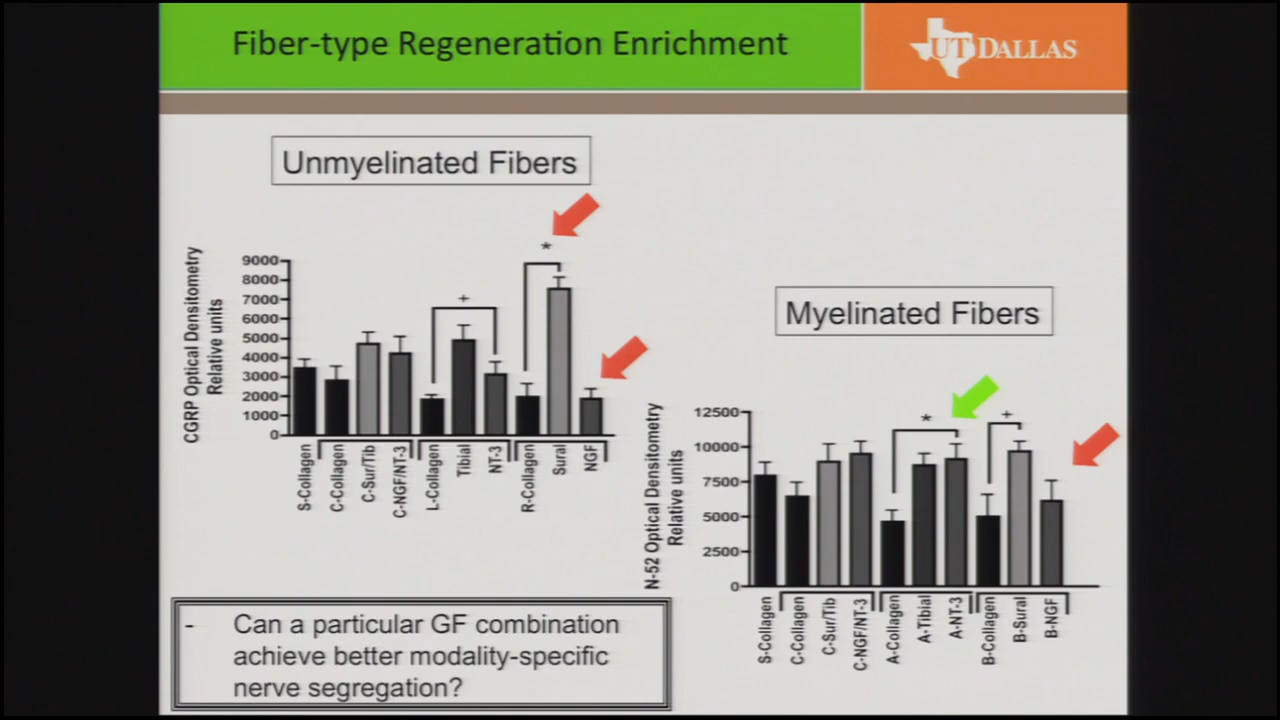 Fiber-type Regeneration Enrichment
UT DALLAS
Unmyelinated Fibers
CGRP Optical Densitometry
Relative units
9000
8000
7000
6000
5000
4000
3000
2000
1000
0
+
*
S-Collagen
C-Collagen
C-Sur/Tib
C-NGF/NT-3
L-Collagen
Tibial
NT-3
R-Collagen
Sural
NGF
Myelinated Fibers
N-52 Optical Densitometry
Relative units
12500
10000
7500
5000
2500
0
*
+
S-Collagen
C-Collagen
C-Sur/Tib
C-NGF/NT-3
A-Collagen
A-Tibial
A-NT-3
B-Collagen
B-Sural
B-NGF
- Can a particular GF combination
achieve better modality-specific
nerve segregation?